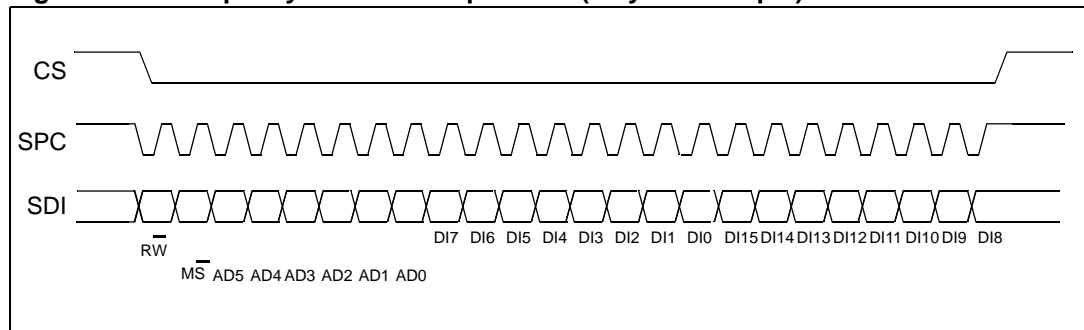 CS
SPC
SDI
DI7 DI6 DI5 DI4 DI3 DI2 DI1 DI0 DI15 DI14 DI13 DI12 DI11 DI10 DI9 DI8
RW
MS AD5 AD4 AD3 AD2 AD1 AD0